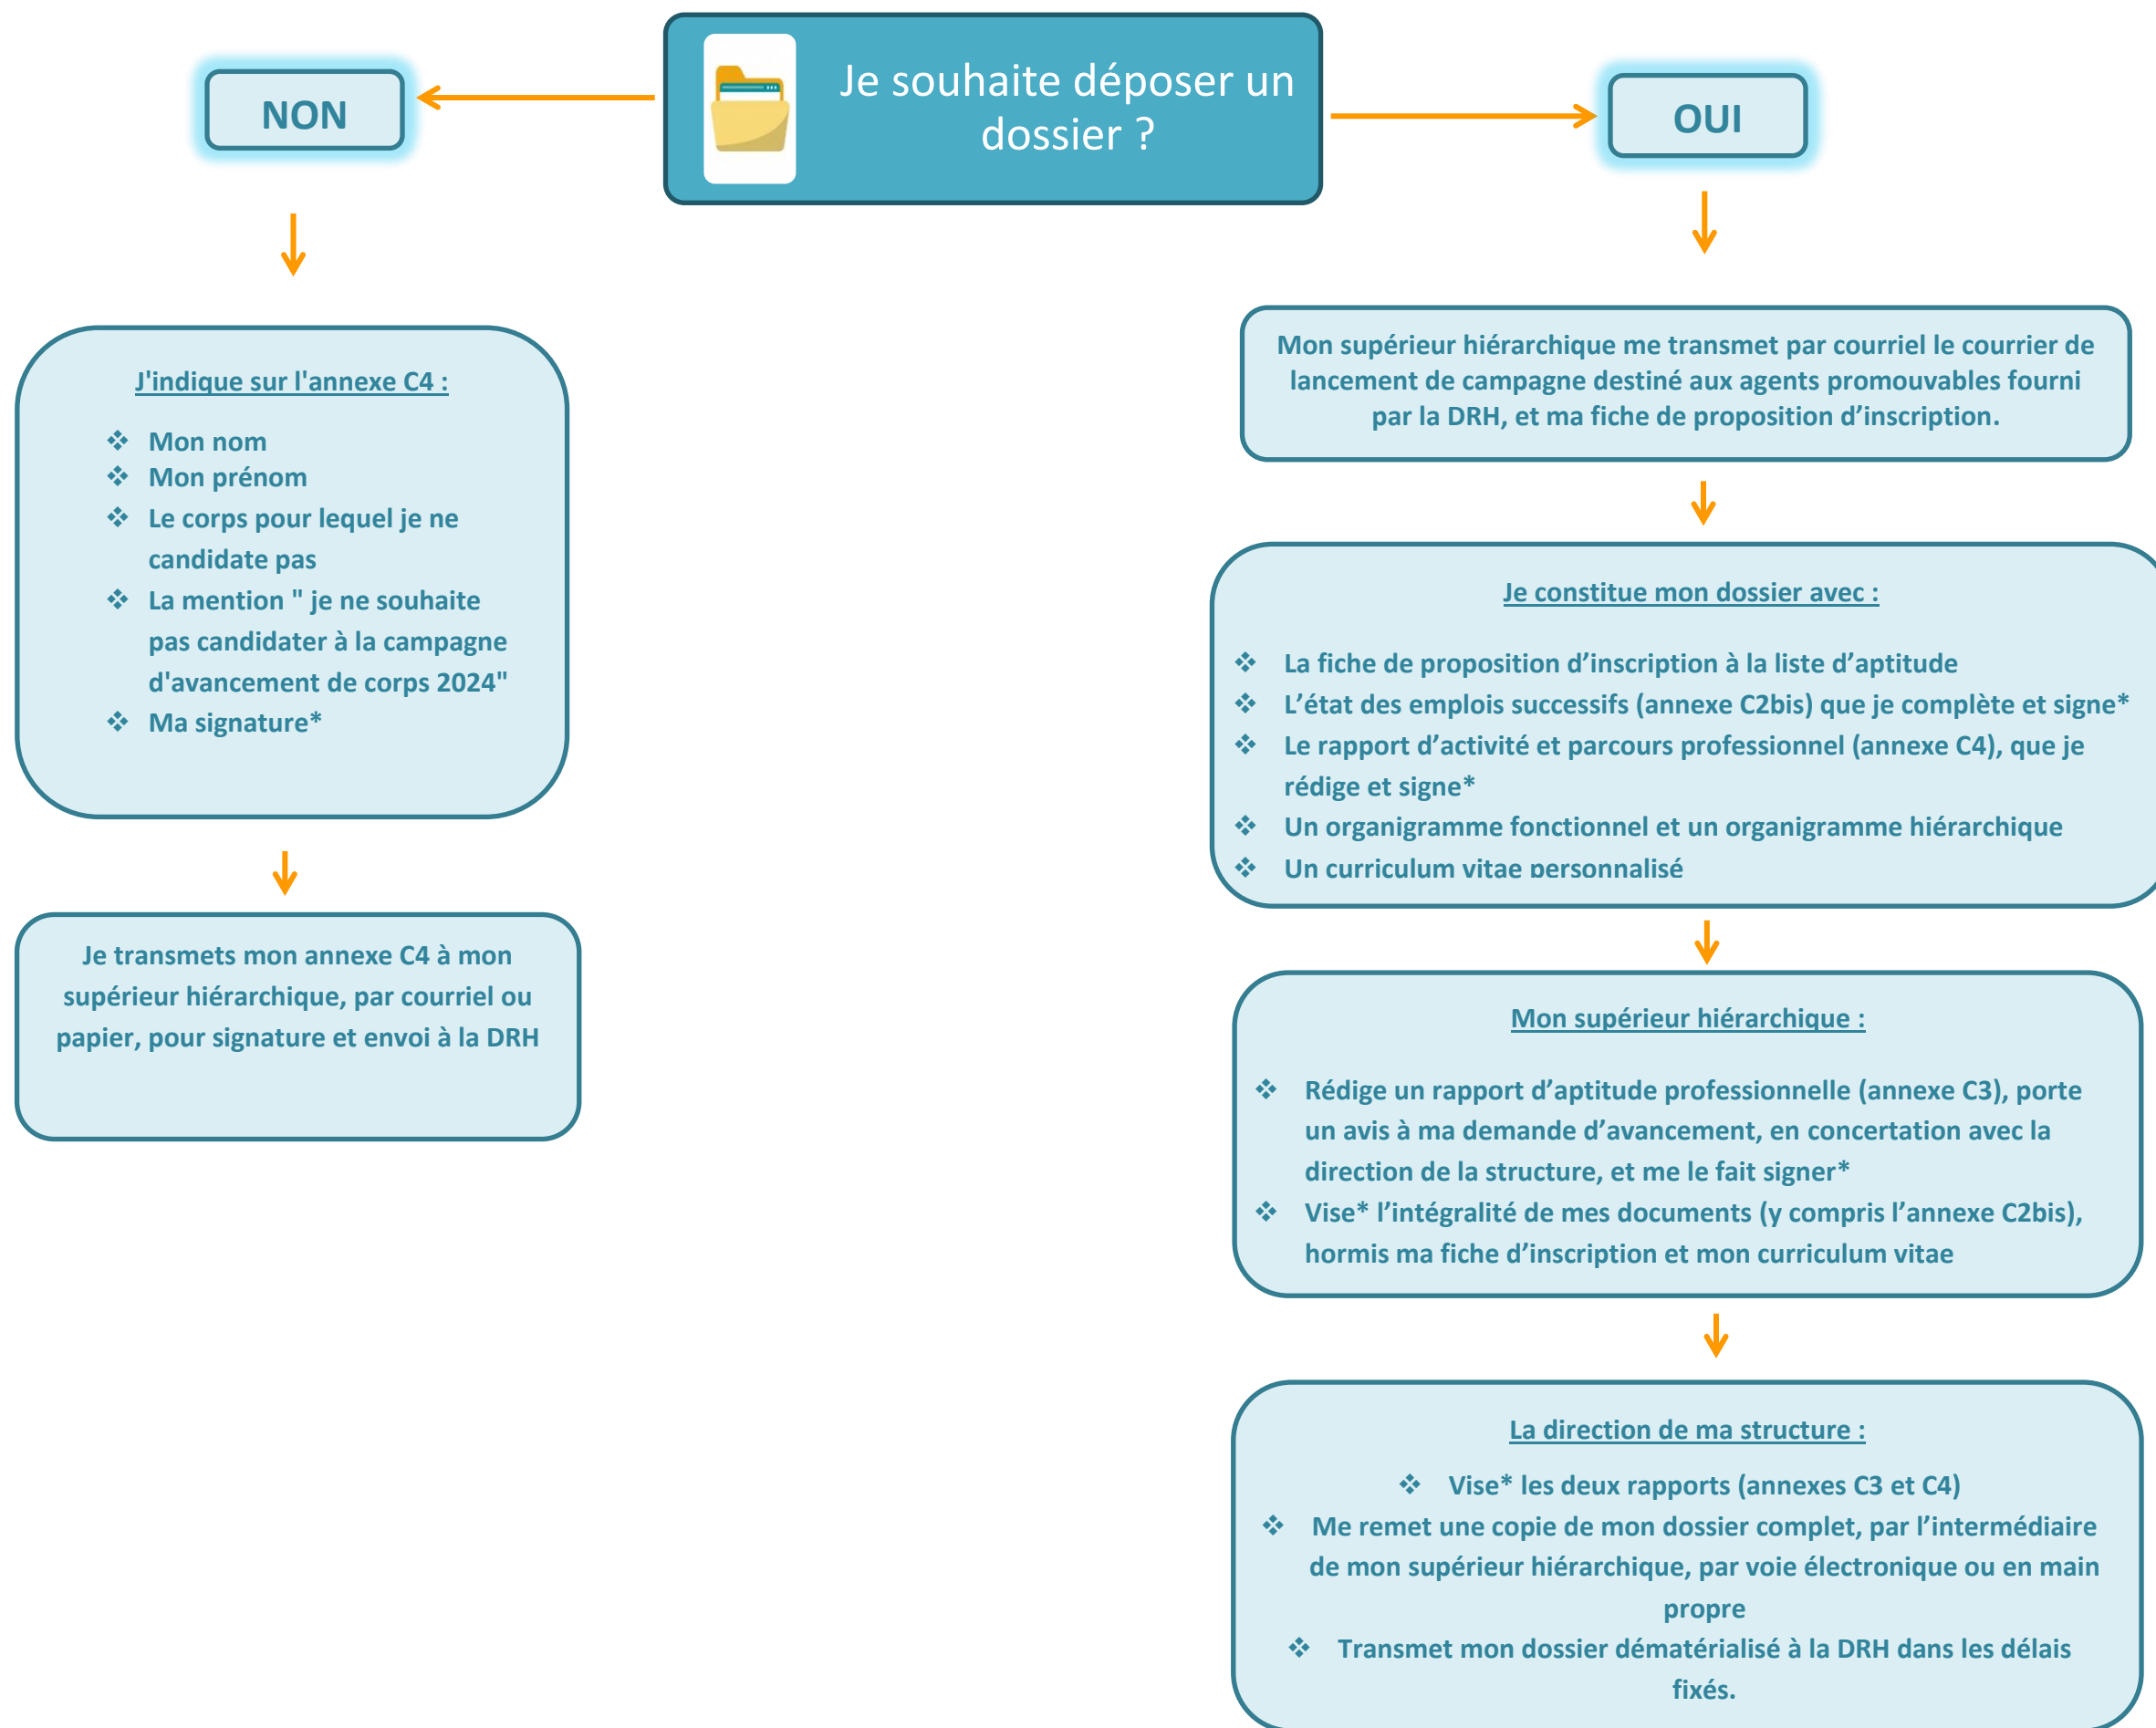 Je souhaite déposer un
dossier ?
NON
OUI
J'indique sur l'annexe C4 :
❖ Mon nom
❖ Mon prénom
❖ Le corps pour lequel je ne
candidate pas
❖ La mention " je ne souhaite
pas candidater à la campagne
d'avancement de corps 2024"
❖ Ma signature*
Je transmets mon annexe C4 à mon
supérieur hiérarchique, par courriel ou
papier, pour signature et envoi à la DRH
Mon supérieur hiérarchique me transmet par courriel le courrier de
lancement de campagne destiné aux agents promouvables fourni
par la DRH, et ma fiche de proposition d’inscription.
Je constitue mon dossier avec :
❖ La fiche de proposition d’inscription à la liste d’aptitude
❖ L’état des emplois successifs (annexe C2bis) que je complète et signe*
❖ Le rapport d’activité et parcours professionnel (annexe C4), que je
rédige et signe*
❖ Un organigramme fonctionnel et un organigramme hiérarchique
❖ Un curriculum vitae personnalisé
Mon supérieur hiérarchique :
❖ Rédige un rapport d’aptitude professionnelle (annexe C3), porte
un avis à ma demande d’avancement, en concertation avec la
direction de la structure, et me le fait signer*
❖ Vise* l’intégralité de mes documents (y compris l’annexe C2bis),
hormis ma fiche d’inscription et mon curriculum vitae
La direction de ma structure :
❖ Vise* les deux rapports (annexes C3 et C4)
❖ Me remet une copie de mon dossier complet, par l’intermédiaire
de mon supérieur hiérarchique, par voie électronique ou en main
propre
❖ Transmet mon dossier dématérialisé à la DRH dans les délais
fixés.